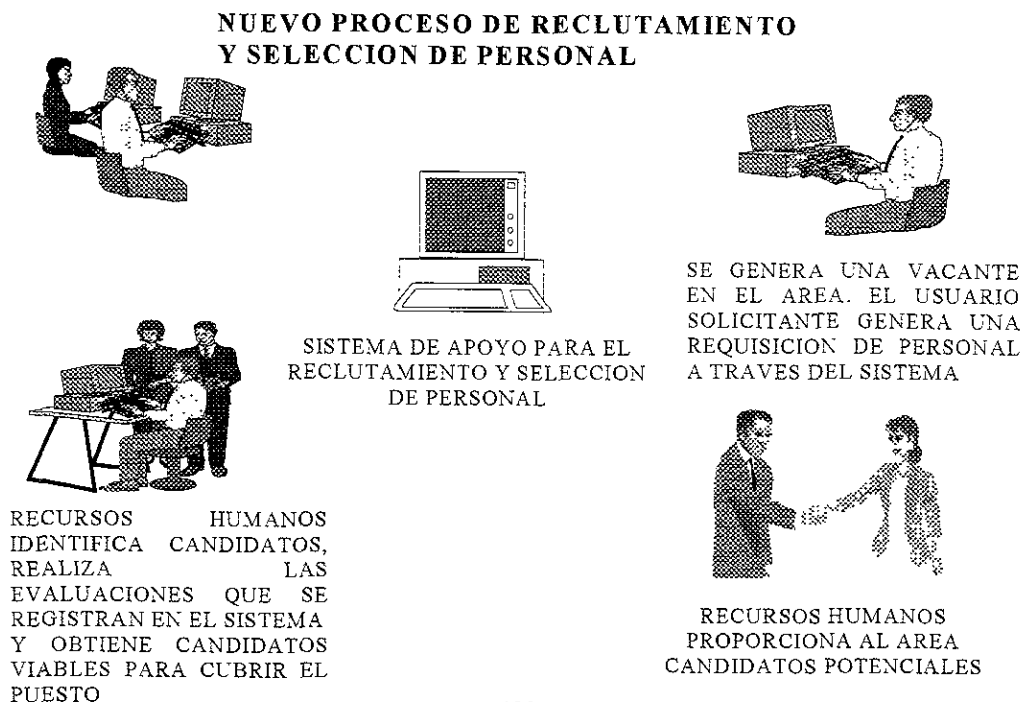 NUEVO PROCESO DE RECLUTAMIENTO
Y SELECCION DE PERSONAL
SISTEMA DE APOYO PARA EL
RECLUTAMIENTO Y SELECCION
DE PERSONAL
SE GENERA UNA VACANTE
EN EL AREA. EL USUARIO
SOLICITANTE GENERA UNA
REQUISICION DE PERSONAL
A TRAVES DEL SISTEMA
RECURSOS HUMANOS
IDENTIFICA CANDIDATOS,
REALIZA LAS
EVALUACIONES QUE SE
REGISTRAN EN EL SISTEMA
Y OBTIENE CANDIDATOS
VIABLES PARA CUBRIR EL
PUESTO
RECURSOS HUMANOS
PROPORCIONA AL AREA
CANDIDATOS POTENCIALES